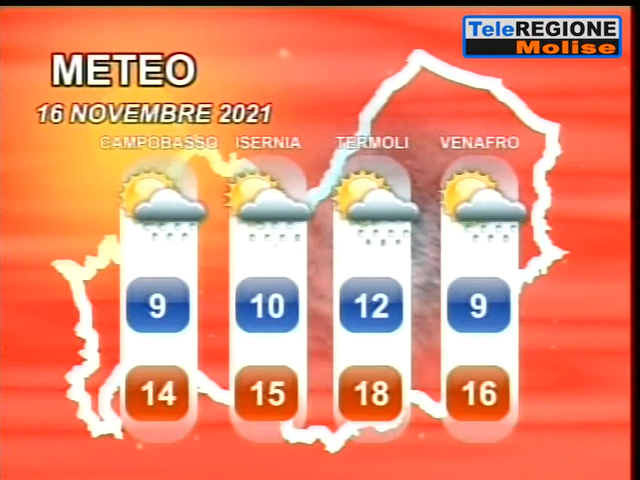 TeleREGIONE
Molise
METEO
16 NOVEMBRE 2021
CAMPOBASSO ISERNIA TERMOLI VENAFRO
9 10 12 9
14 15 18 16